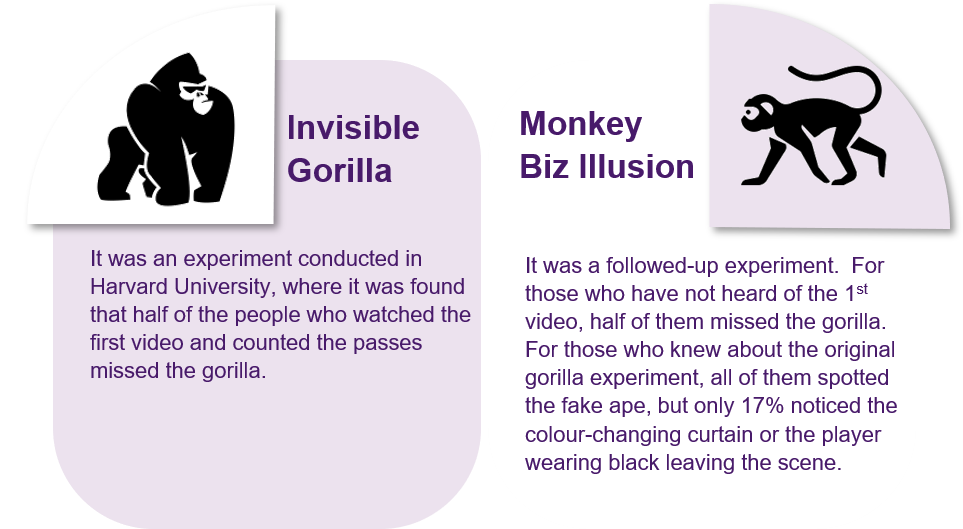 Invisible
Gorilla
It was an experiment conducted in
Harvard University, where it was found
that half of the people who watched the
first video and counted the passes
missed the gorilla.
Monkey
Biz Illusion
It was a followed-up experiment.  For
those who have not heard of the 1st
video, half of them missed the gorilla.
For those who knew about the original
gorilla experiment, all of them spotted
the fake ape, but only 17% noticed the
colour-changing curtain or the player
wearing black leaving the scene.